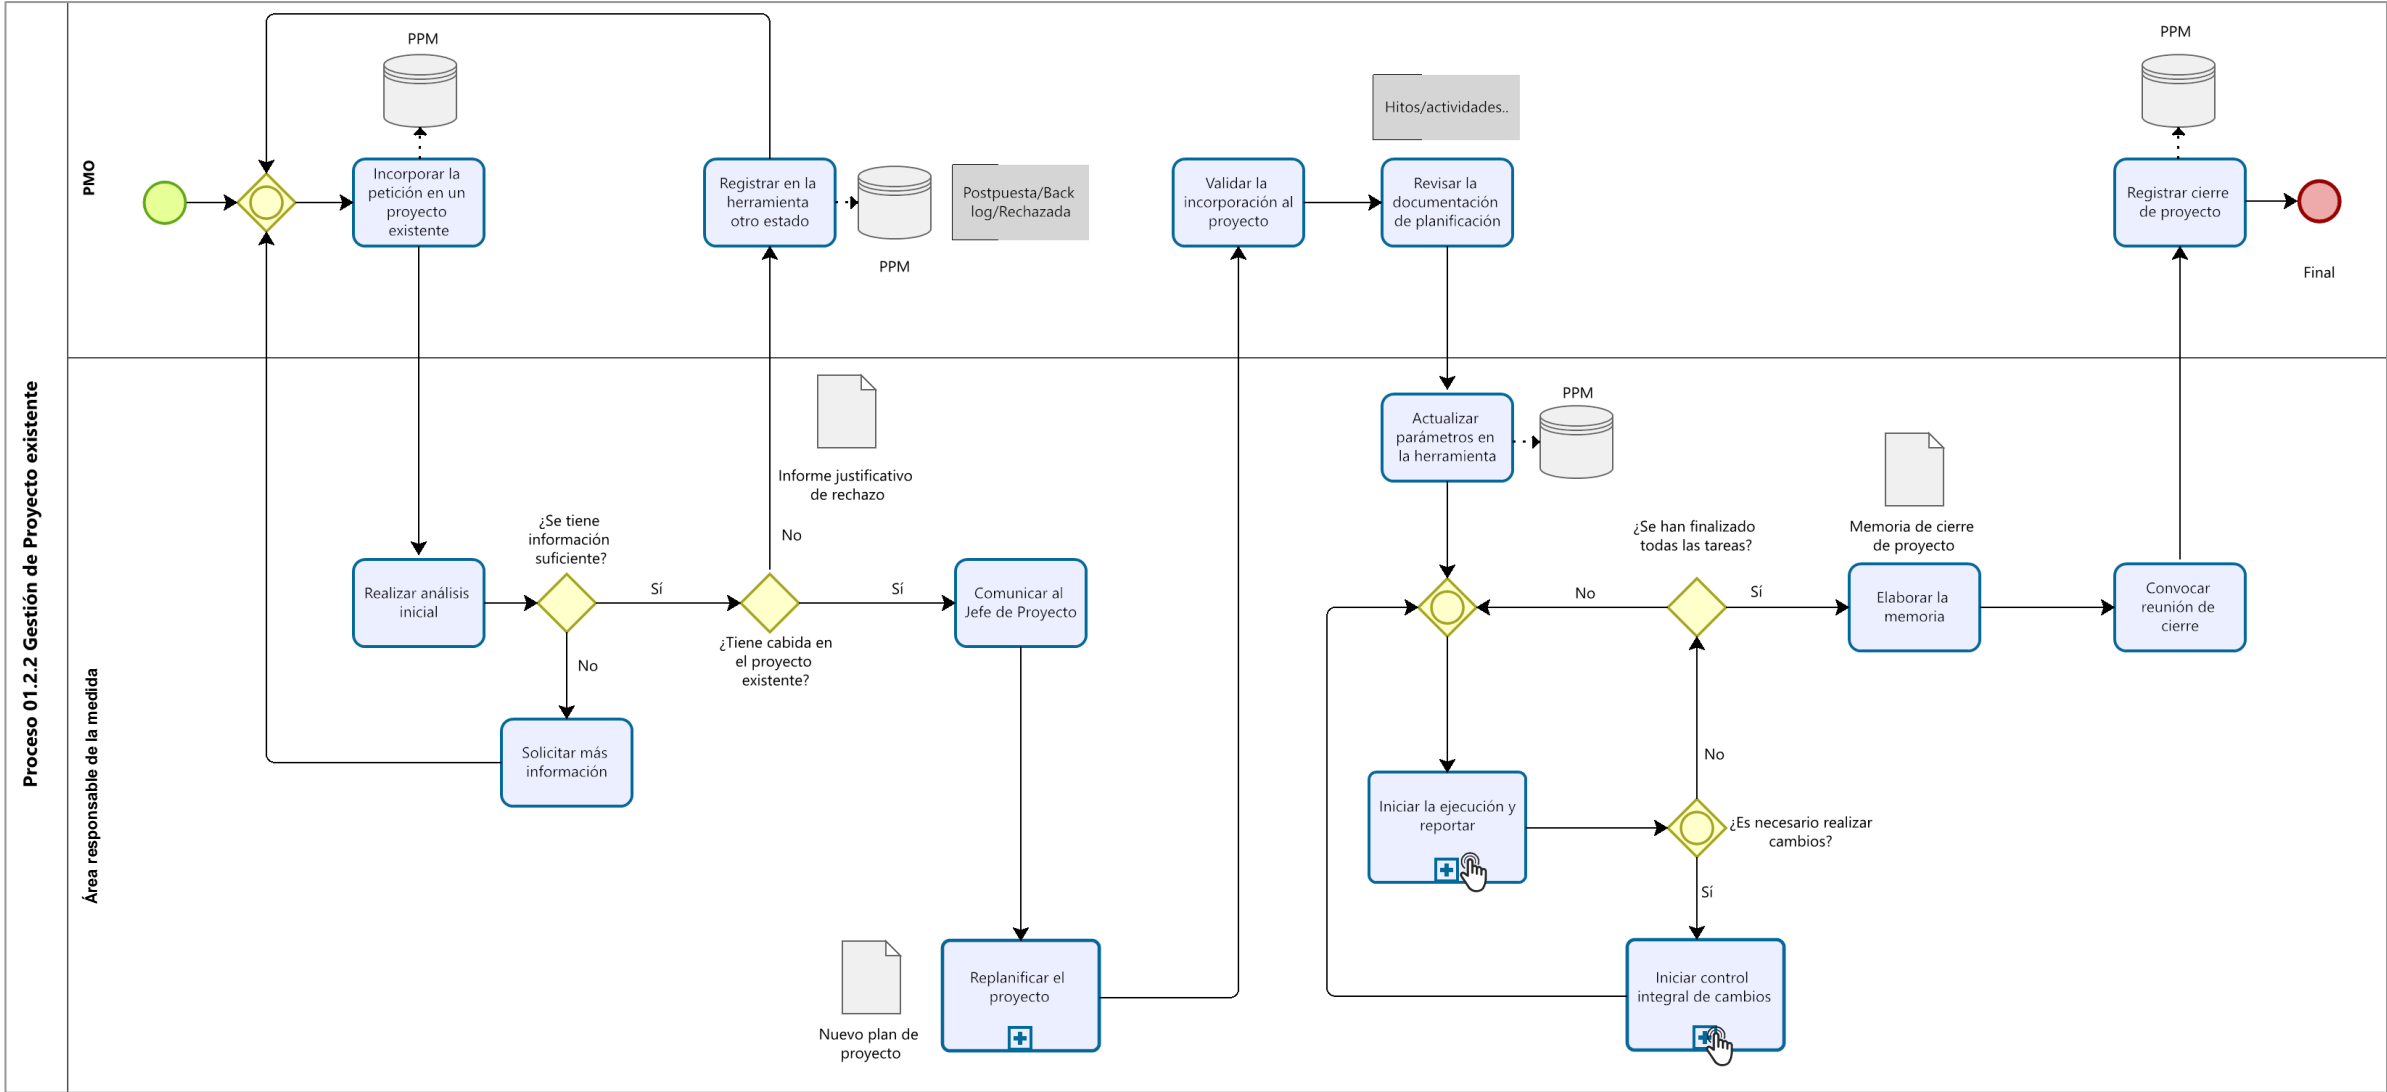 Proceso 01.2.2 Gestión de Proyecto existente
PMO
PPM
Incorporar la
petición en un
proyecto
existente
Registrar en la
herramienta
otro estado
PPM
Postpuesta/Back
log/Rechazada
Validar la
incorporación al
proyecto
Hitos/actividades..
Revisar la
documentación
de planificación
PPM
Registrar cierre
de proyecto
Final
Área responsable de la medida
Realizar análisis
inicial
¿Se tiene
información
suficiente?
Sí
No
Solicitar más
información
Informe justificativo
de rechazo
No
¿Tiene cabida en
el proyecto
existente?
Sí
Comunicar al
Jefe de Proyecto
Nuevo plan de
proyecto
Replanificar el
proyecto
Actualizar
parámetros en
la herramienta
PPM
Iniciar la ejecución y
reportar
¿Es necesario realizar
cambios?
No
Sí
Iniciar control
integral de cambios
¿Se han finalizado
todas las tareas?
No
Sí
Memoria de cierre
de proyecto
Elaborar la
memoria
Convocar
reunión de
cierre